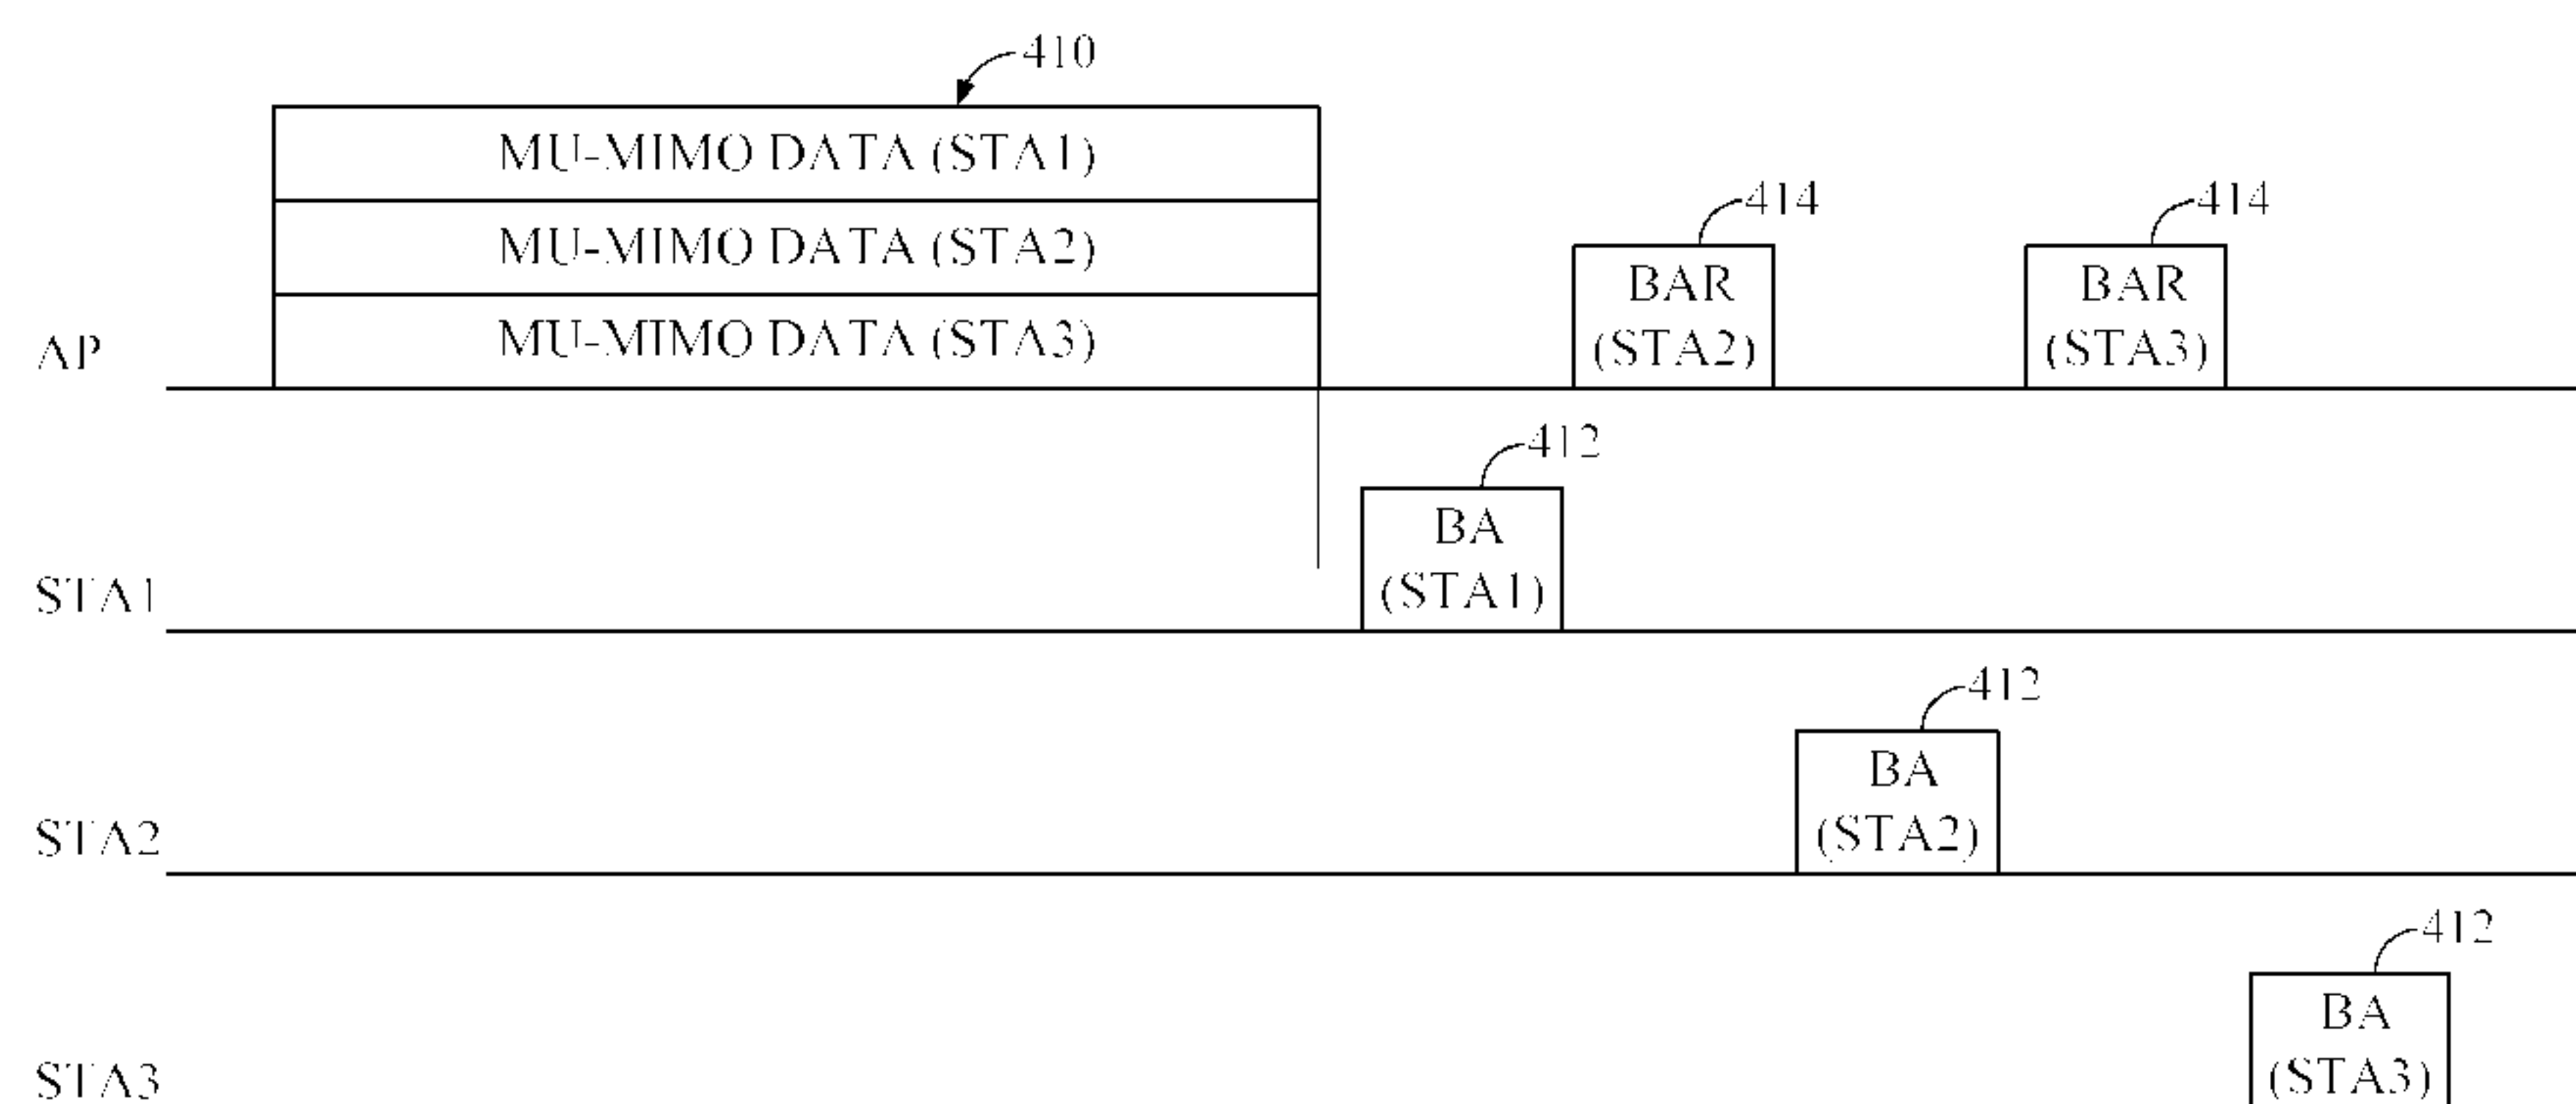 410
MU-MIMO DATA (STA1)
MU-MIMO DATA (STA2)
MU-MIMO DATA (STA3)
414
BAR
(STA2)
414
BAR
(STA3)
AP
412
BA
(STA1)
STA1
412
BA
(STA2)
STA2
412
BA
(STA3)
STA3